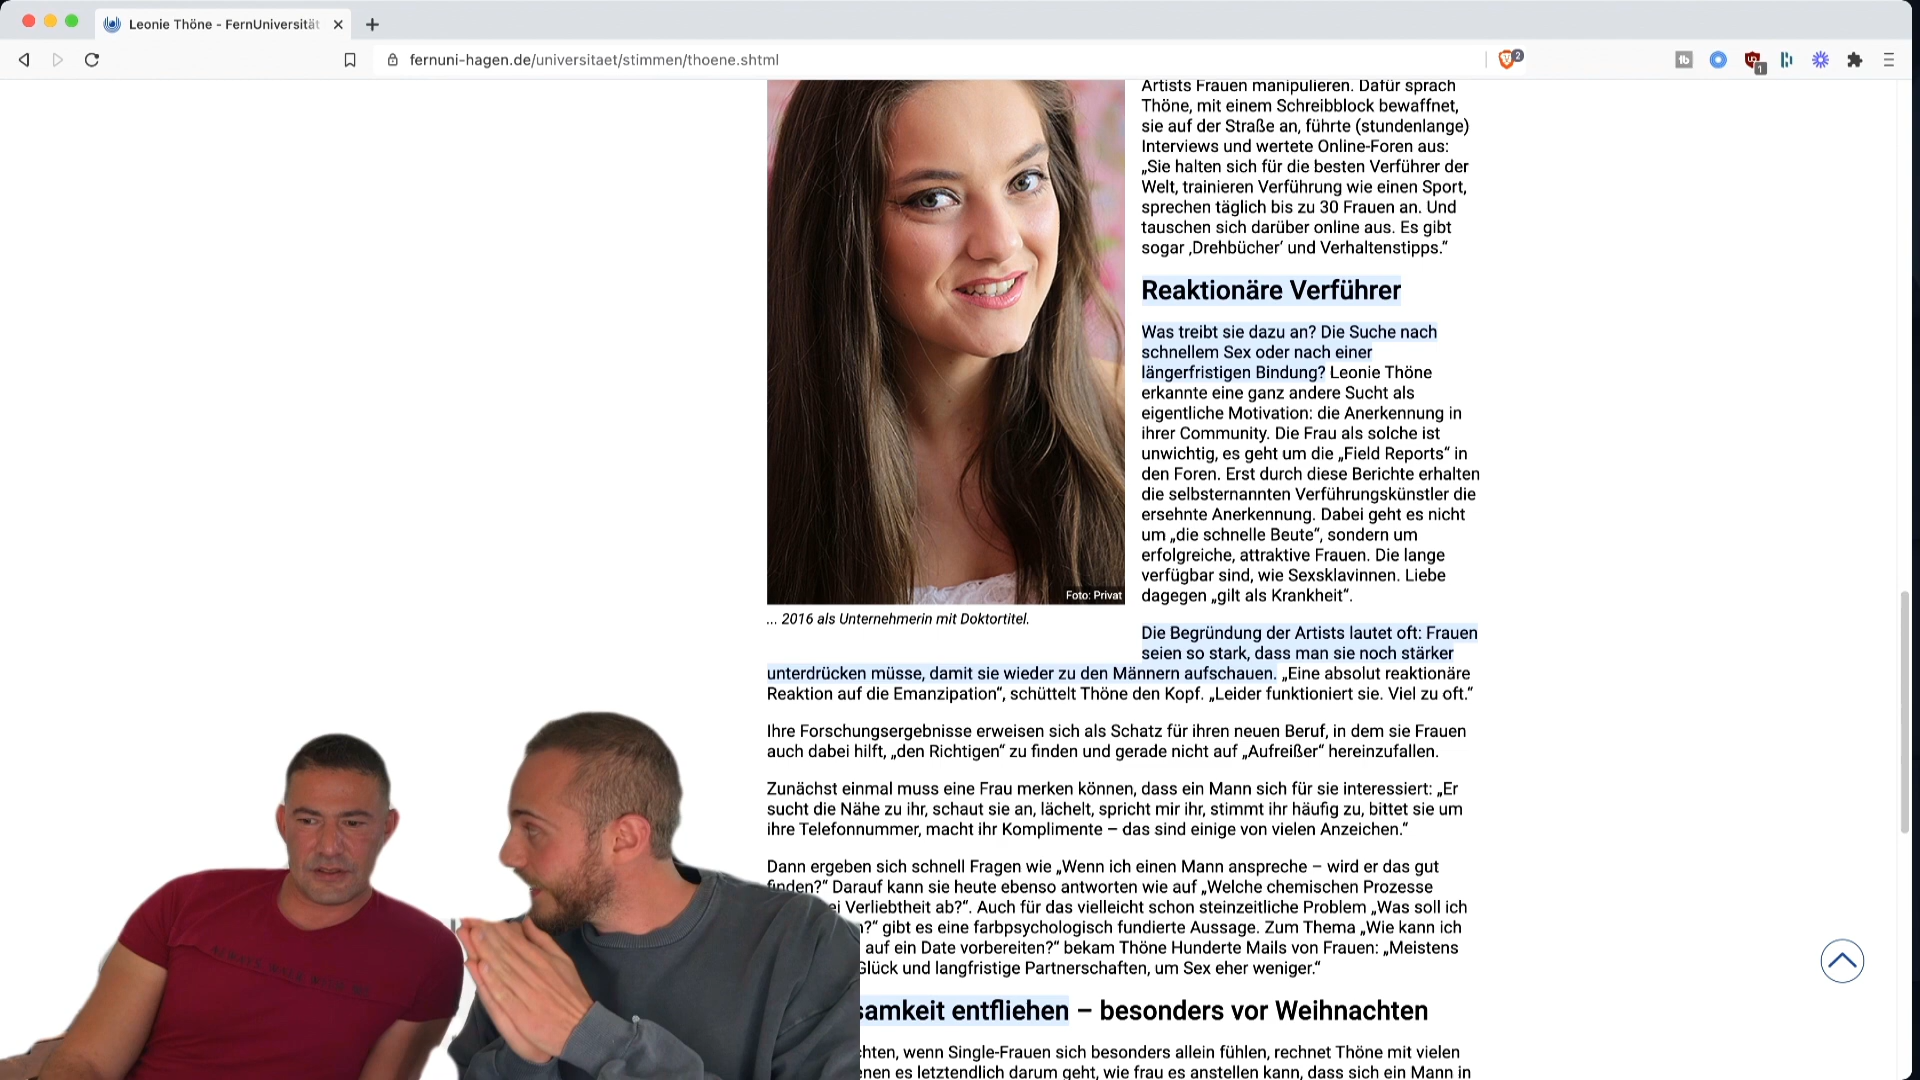 Leonie Thöne - FernUniversität
fernuni-hagen.de/universitaet/stimmen/thoene.shtml
2
1
Artists Frauen manipulieren. Dafür sprach
Thöne, mit einem Schreibblock bewaffnet,
sie auf der Straße an, führte (stundenlange)
Interviews und wertete Online-Foren aus:
„Sie halten sich für die besten Verführer der
Welt, trainieren Verführung wie einen Sport,
sprechen täglich bis zu 30 Frauen an. Und
tauschen sich darüber online aus. Es gibt
sogar ‚Drehbücher‘ und Verhaltenstipps.“
Reaktionäre Verführer
Was treibt sie dazu an? Die Suche nach
schnellem Sex oder nach einer
längerfristigen Bindung? Leonie Thöne
erkannte eine ganz andere Sucht als
eigentliche Motivation: die Anerkennung in
ihrer Community. Die Frau als solche ist
unwichtig, es geht um die „Field Reports“ in
den Foren. Erst durch diese Berichte erhalten
die selbsternannten Verführungskünstler die
ersehnte Anerkennung. Dabei geht es nicht
um „die schnelle Beute“, sondern um
erfolgreiche, attraktive Frauen. Die lange
verfügbar sind, wie Sexsklavinnen. Liebe
dagegen „gilt als Krankheit“.
Foto: Privat
... 2016 als Unternehmerin mit Doktortitel.
Die Begründung der Artists lautet oft: Frauen
seien so stark, dass man sie noch stärker
unterdrücken müsse, damit sie wieder zu den Männern aufschauen. „Eine absolut reaktionäre
Reaktion auf die Emanzipation“, schüttelt Thöne den Kopf. „Leider funktioniert sie. Viel zu oft.“
Ihre Forschungsergebnisse erweisen sich als Schatz für ihren neuen Beruf, in dem sie Frauen
auch dabei hilft, „den Richtigen“ zu finden und gerade nicht auf „Aufreißer“ hereinzufallen.
Zunächst einmal muss eine Frau merken können, dass ein Mann sich für sie interessiert: „Er
sucht die Nähe zu ihr, schaut sie an, lächelt, spricht mir ihr, stimmt ihr häufig zu, bittet sie um
ihre Telefonnummer, macht ihr Komplimente – das sind einige von vielen Anzeichen.“
Dann ergeben sich schnell Fragen wie „Wenn ich einen Mann anspreche – wird er das gut
finden?“ Darauf kann sie heute ebenso antworten wie auf „Welche chemischen Prozesse
ei Verliebtheit ab?“. Auch für das vielleicht schon steinzeitliche Problem „Was soll ich
n?“ gibt es eine farbpsychologisch fundierte Aussage. Zum Thema „Wie kann ich
auf ein Date vorbereiten?“ bekam Thöne Hunderte Mails von Frauen: „Meistens
Glück und langfristige Partnerschaften, um Sex eher weniger.“
samkeit entfliehen – besonders vor Weihnachten
chten, wenn Single-Frauen sich besonders allein fühlen, rechnet Thöne mit vielen
enen es letztendlich darum geht, wie frau es anstellen kann, dass sich ein Mann in